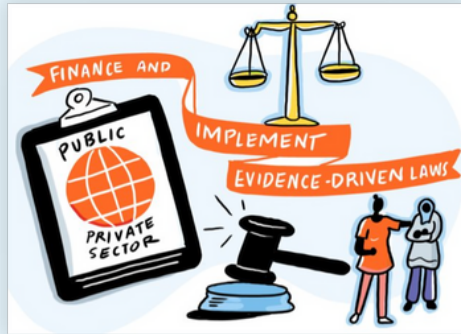 FINANCE AND
IMPLEMENT
EVIDENCE-DRIVEN LAWS
PUBLIC
PRIVATE
SECTOR